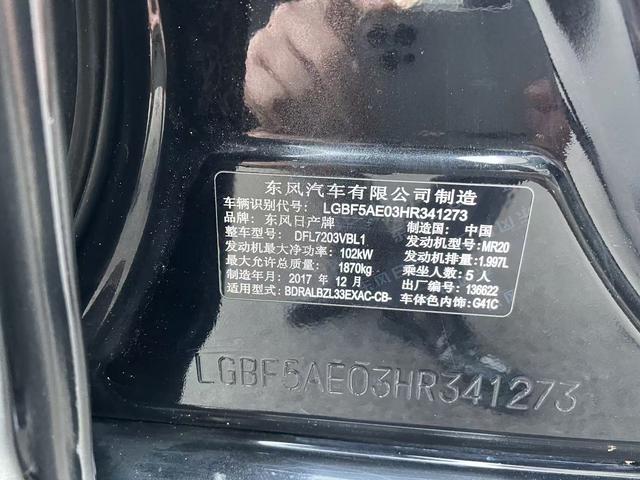 东风汽车有限公司制造
车辆识别代号: LGBF5AE03HR341273
品牌: 东风日产牌 制造国: 中国
整车型号: DFL7203VBL1 发动机型号: MR20
发动机最大净功率: 102kW 发动机排量: 1.997L
最大允许总质量: 1870kg 乘坐人数: 5 人
制造年月: 2017 年 12 月 出厂编号: 136622
适用型式: BDRALBZL33EXAC-CB- 车体色内饰: G41C
LGBF5AE03HR341273